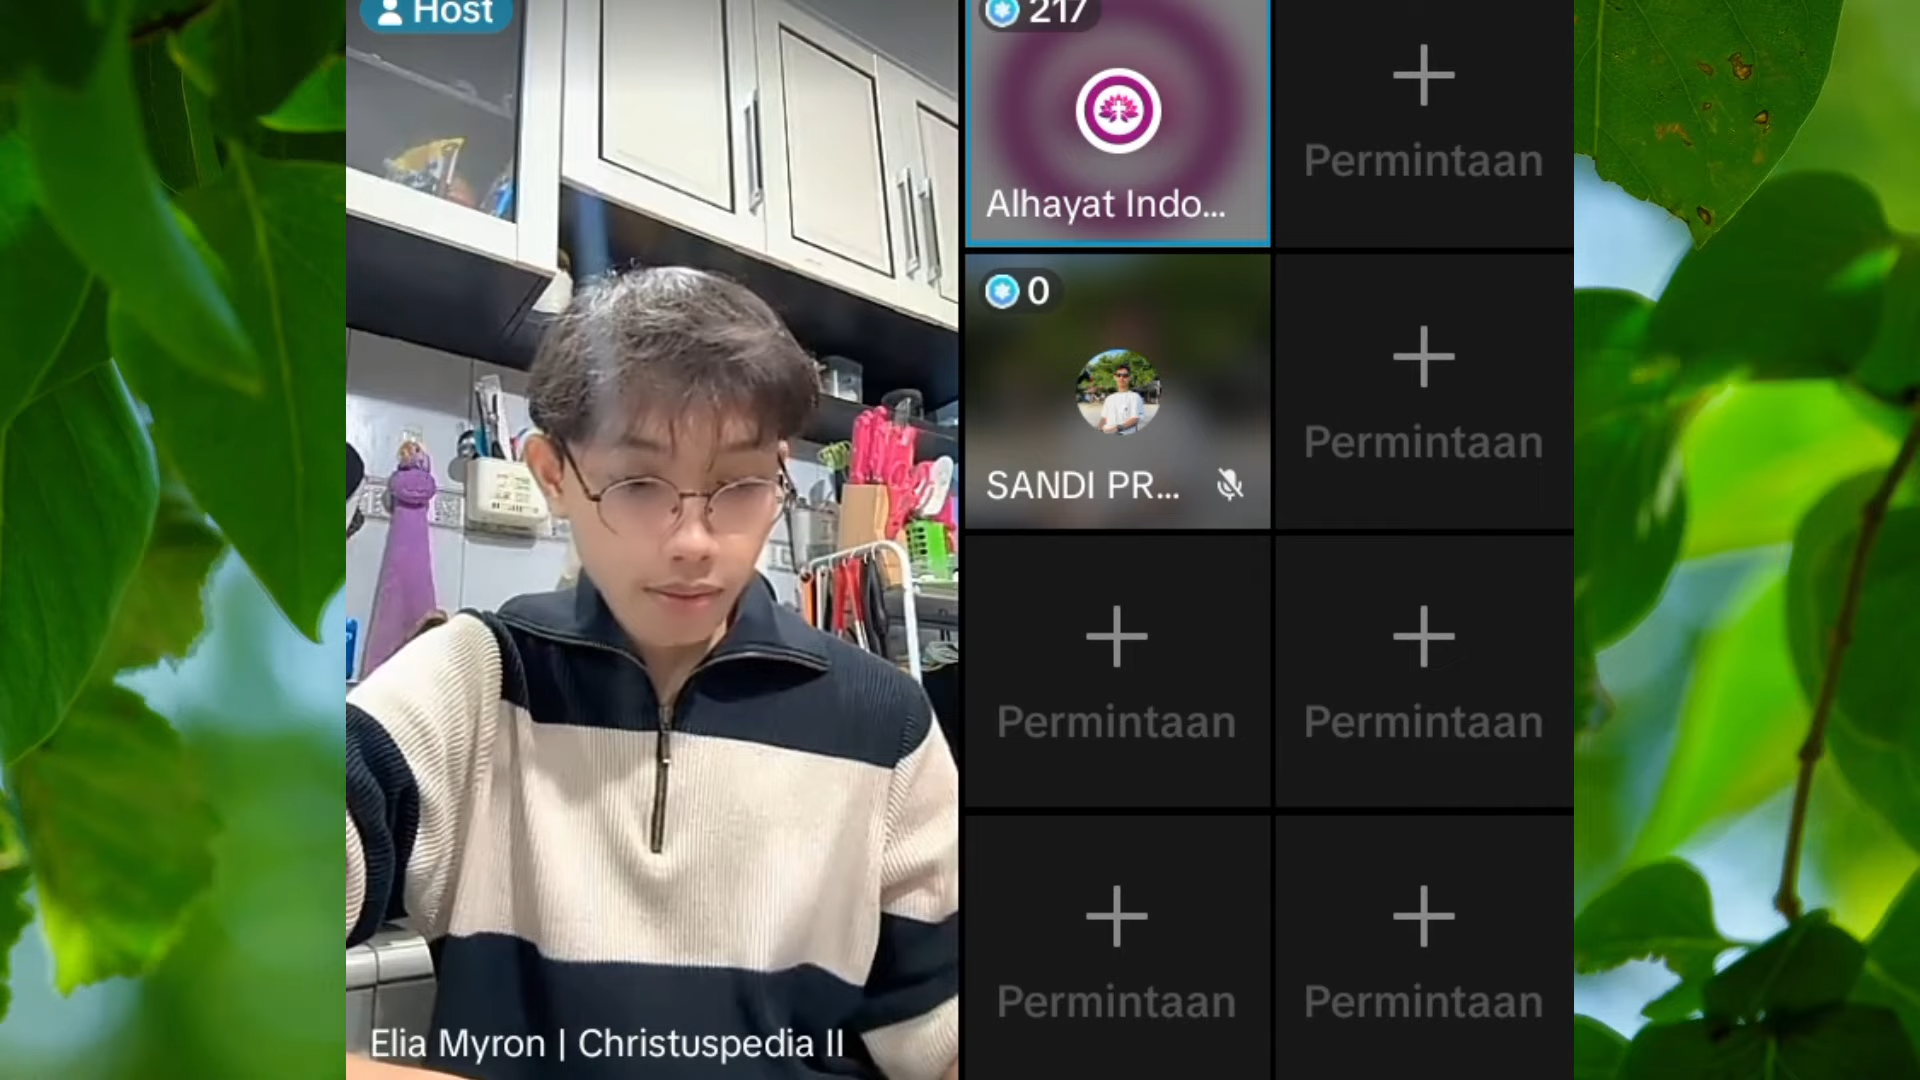 Host
217
Alhayat Indo...
Permintaan
0
SANDI PR...
Permintaan
Permintaan
Permintaan
Permintaan
Permintaan
Elia Myron | Christuspedia II